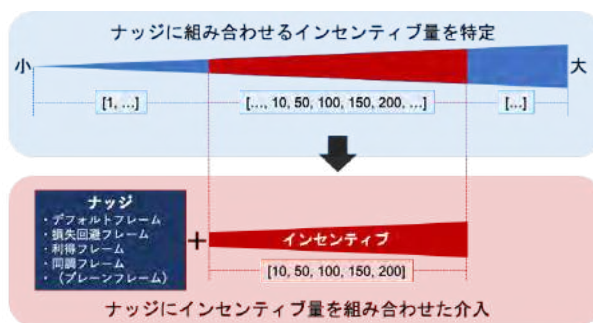 ナッジに組み合わせるインセンティブ量を特定
小
大
[1, ...]
[..., 10, 50, 100, 150, 200, ...]
[...]
ナッジ
・デフォルトフレーム
・損失回避フレーム
・利得フレーム
・同調フレーム
・（プレーンフレーム）
+
インセンティブ
[10, 50, 100, 150, 200]
ナッジにインセンティブ量を組み合わせた介入